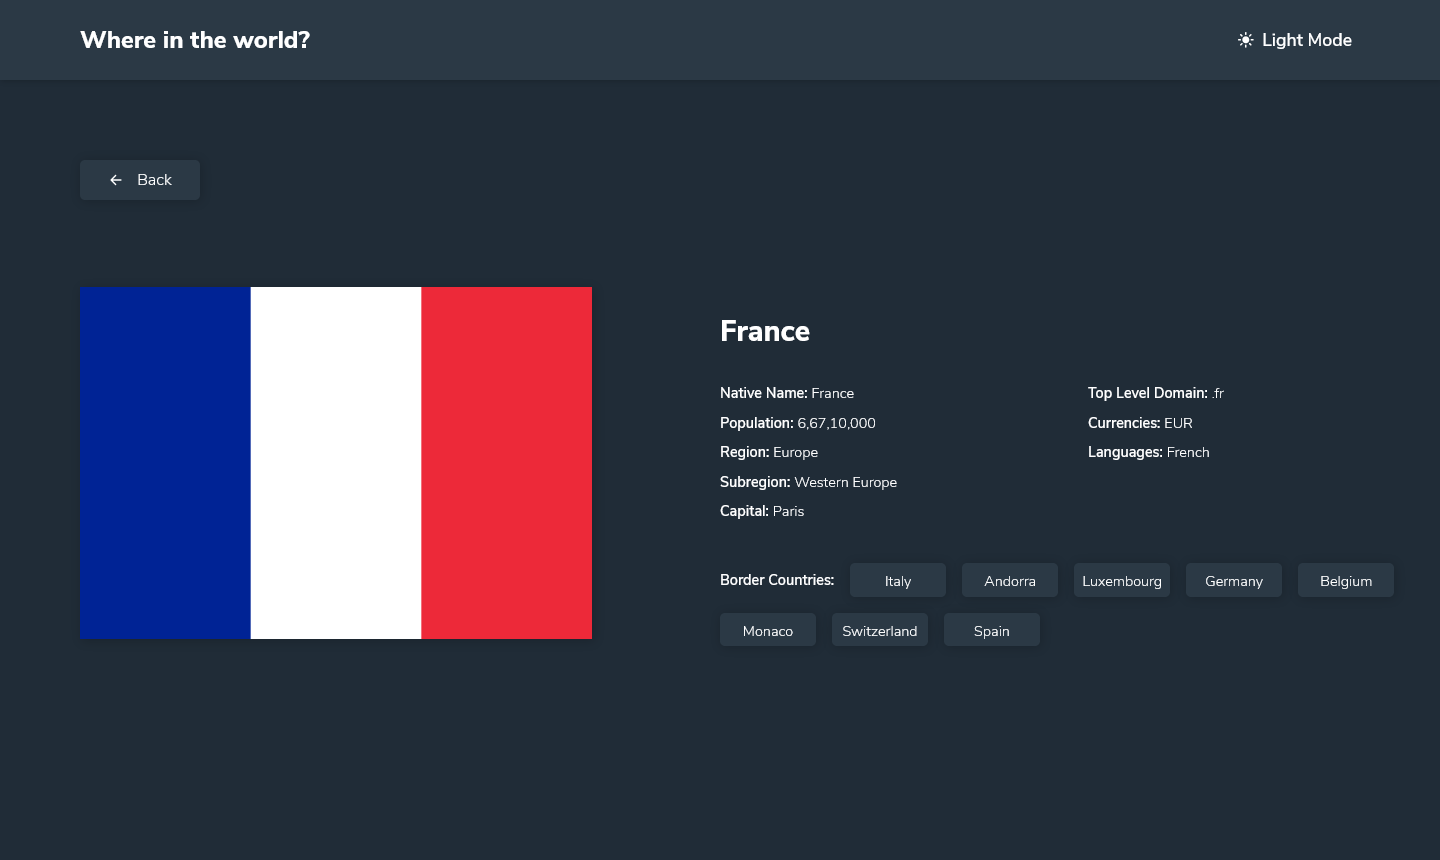 Where in the world?
Light Mode
Back
France
Native Name: France
Population: 6,67,10,000
Region: Europe
Subregion: Western Europe
Capital: Paris
Top Level Domain: .fr
Currencies: EUR
Languages: French
Border Countries: Italy Andorra Luxembourg Germany Belgium
Monaco Switzerland Spain